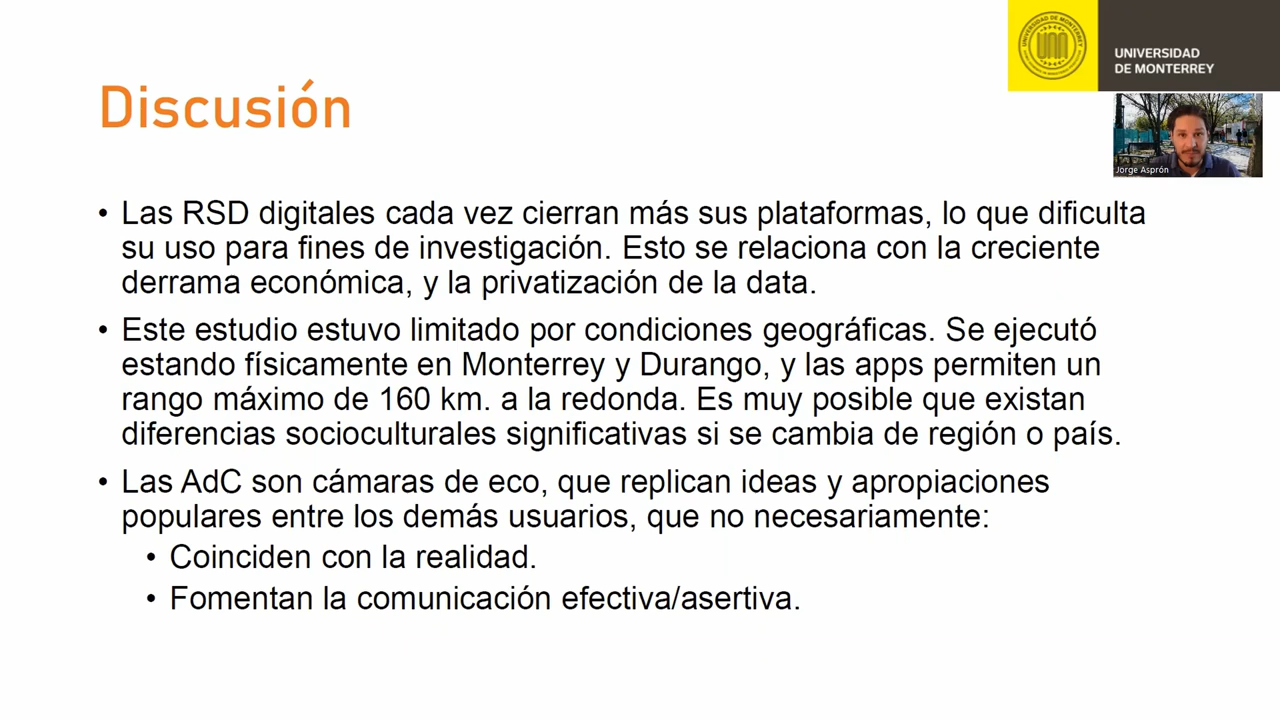 UNIVERSIDAD
DE MONTERREY
Jorge Asprón
Discusión
• Las RSD digitales cada vez cierran más sus plataformas, lo que dificulta
su uso para fines de investigación. Esto se relaciona con la creciente
derrama económica, y la privatización de la data.
• Este estudio estuvo limitado por condiciones geográficas. Se ejecutó
estando físicamente en Monterrey y Durango, y las apps permiten un
rango máximo de 160 km. a la redonda. Es muy posible que existan
diferencias socioculturales significativas si se cambia de región o país.
• Las AdC son cámaras de eco, que replican ideas y apropiaciones
populares entre los demás usuarios, que no necesariamente:
• Coinciden con la realidad.
• Fomentan la comunicación efectiva/asertiva.